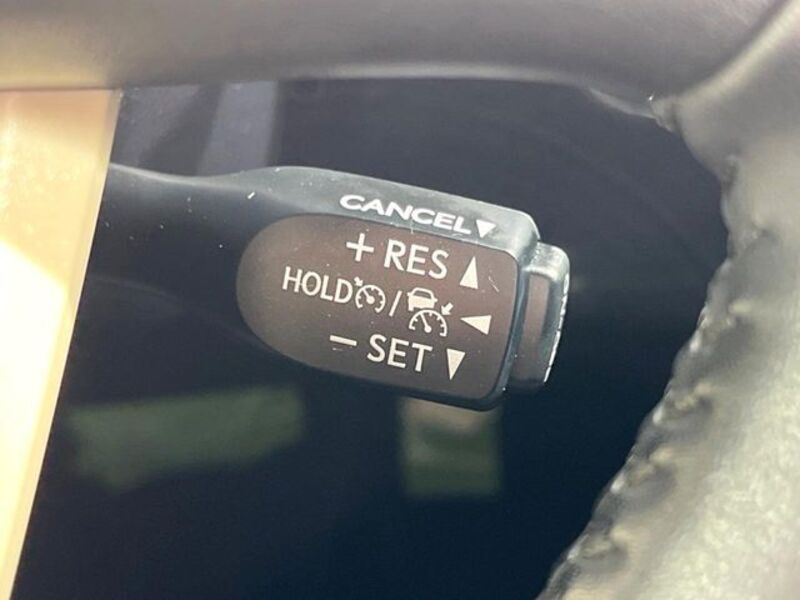 CANCEL
+ RES
HOLD /
− SET